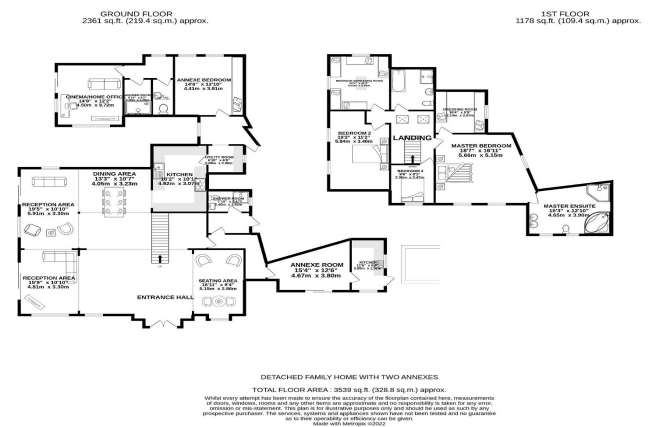 GROUND FLOOR
2361 sq.ft. (219.4 sq.m.) approx.
1ST FLOOR
1178 sq.ft. (109.4 sq.m.) approx.
CINEMA/HOME OFFICE
14'9" x 12'2"
ANNEXE BEDROOM
14'6" x 12'10"
4.41m x 3.91m
DINING AREA
13'3" x 10'7"
4.05m x 3.23m
KITCHEN
16'2" x 10'1"
4.92m x 3.07m
UTILITY ROOM
RECEPTION AREA
19'5" x 10'10"
5.91m x 3.30m
SHOWER ROOM
RECEPTION AREA
15'9" x 10'10"
4.81m x 3.30m
ENTRANCE HALL
SEATING AREA
16'11" x 9'4"
5.15m x 2.86m
ANNEXE ROOM
15'4" x 12'6"
4.67m x 3.80m
KITCHEN
DRESSING ROOM
BEDROOM 2
19'2" x 11'2"
5.84m x 3.40m
LANDING
MASTER BEDROOM
18'7" x 16'11"
5.66m x 5.15m
BEDROOM 4
MASTER ENSUITE
15'3" x 12'10"
4.65m x 3.90m
DETACHED FAMILY HOME WITH TWO ANNEXES
TOTAL FLOOR AREA : 3539 sq.ft. (328.8 sq.m.) approx.
Whilst every attempt has been made to ensure the accuracy of the floorplan contained here, measurements
of doors, windows, rooms and any other items are approximate and no responsibility is taken for any error,
omission or mis-statement. This plan is for illustrative purposes only and should be used as such by any
prospective purchaser. The services, systems and appliances shown have not been tested and no guarantee
as to their operability or efficiency can be given.
Made with Metropix ©2022